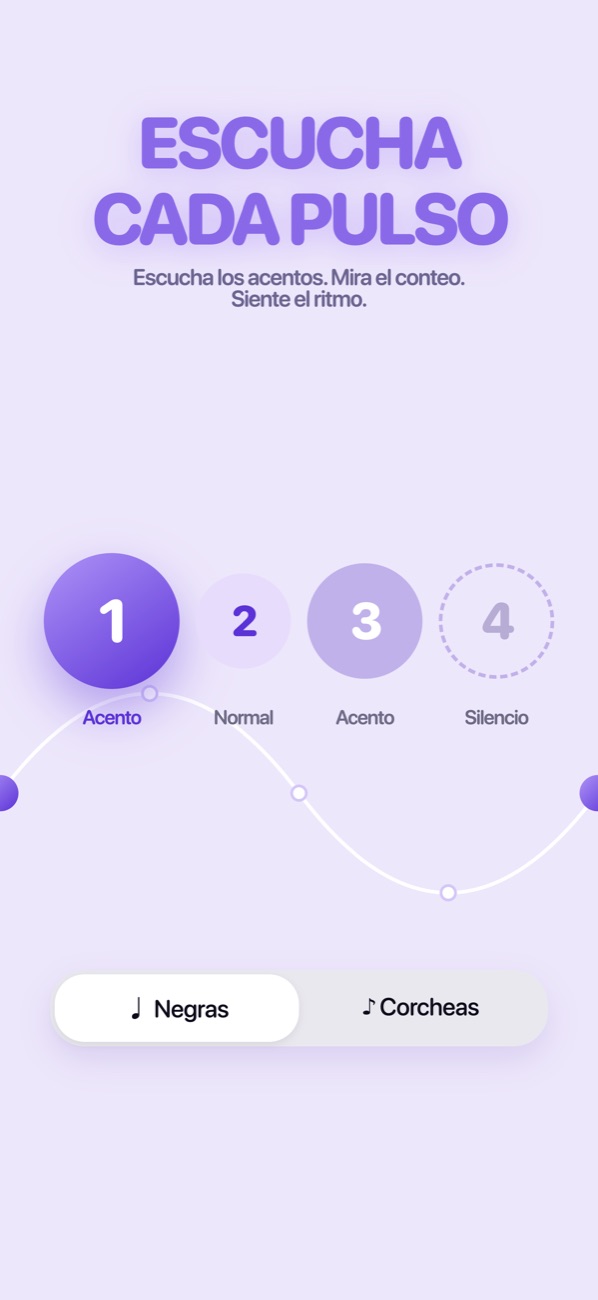 ESCUCHA
CADA PULSO
Escucha los acentos. Mira el conteo.
Siente el ritmo.
1 2 3 4
Acento Normal Acento Silencio
♩ Negras ♪ Corcheas